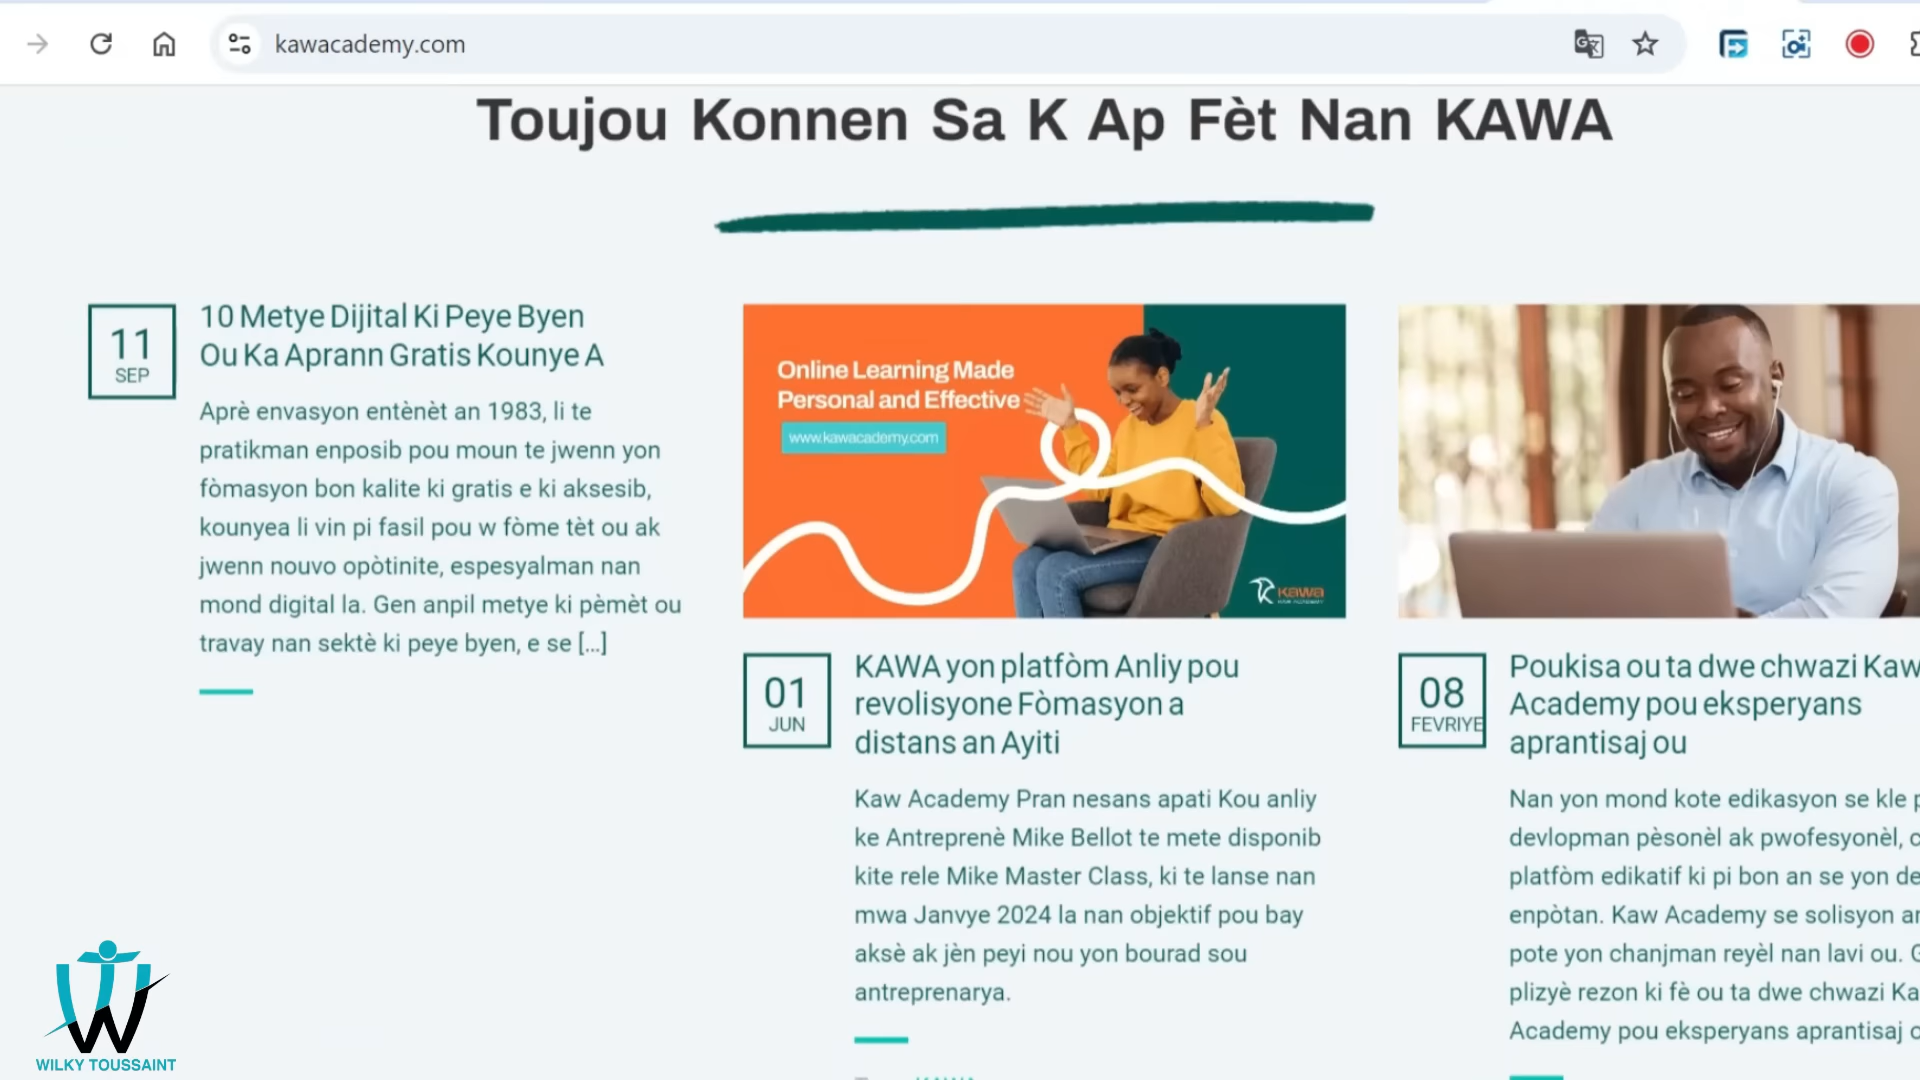 kawacademy.com
Toujou Konnen Sa K Ap Fèt Nan KAWA
11
SEP
10 Metye Dijital Ki Peye Byen
Ou Ka Aprann Gratis Kounye A
Aprè envasyon entènèt an 1983, li te
pratikman enposib pou moun te jwenn yon
fòmasyon bon kalite ki gratis e ki aksesib,
kounyea li vin pi fasil pou w fòme tèt ou ak
jwenn nouvo opòtinite, espesyalman nan
mond digital la. Gen anpil metye ki pèmèt ou
travay nan sektè ki peye byen, e se [...]
Online Learning Made
Personal and Effective
www.kawacademy.com
KAWA
01
JUN
KAWA yon platfòm Anliy pou
revolisyone Fòmasyon a
distans an Ayiti
Kaw Academy Pran nesans apati Kou anliy
ke Antreprenè Mike Bellot te mete disponib
kite rele Mike Master Class, ki te lanse nan
mwa Janvye 2024 la nan objektif pou bay
aksè ak jèn peyi nou yon bourad sou
antreprenarya.
08
FEVRIYE
Poukisa ou ta dwe chwazi Kaw
Academy pou eksperyans
aprantisaj ou
Nan yon mond kote edikasyon se kle
devlopman pèsonèl ak pwofesyonèl,
platfòm edikatif ki pi bon an se yon
enpòtan. Kaw Academy se solisyon
pote yon chanjman reyèl nan lavi ou.
plizyè rezon ki fè ou ta dwe chwazi
Academy pou eksperyans aprantisaj
WILKY TOUSSAINT